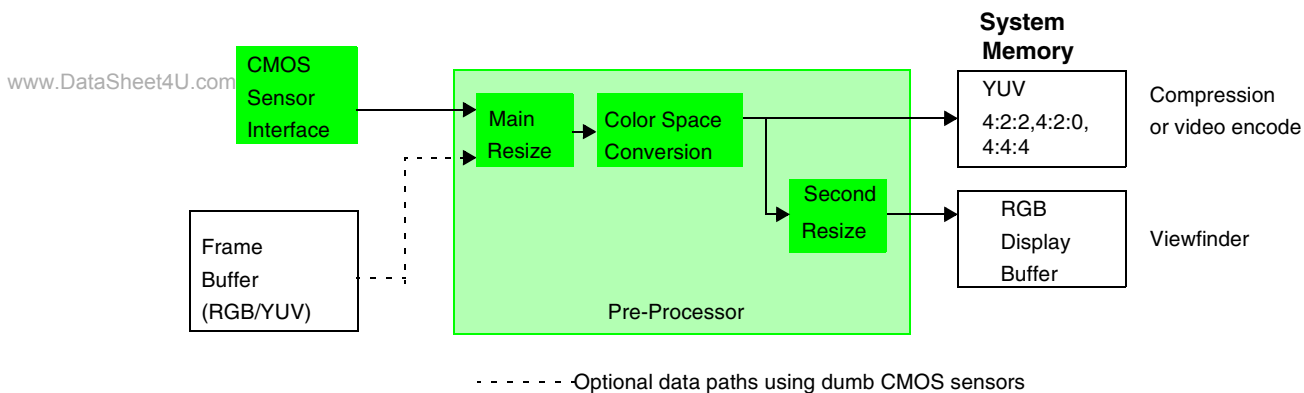 System
Memory
www.DataSheet4U.com
CMOS
Sensor
Interface
Main
Resize
Color Space
Conversion
YUV
4:2:2,4:2:0,
4:4:4
Compression
or video encode
Second
Resize
RGB
Display
Buffer
Viewfinder
Frame
Buffer
(RGB/YUV)
Pre-Processor
Optional data paths using dumb CMOS sensors